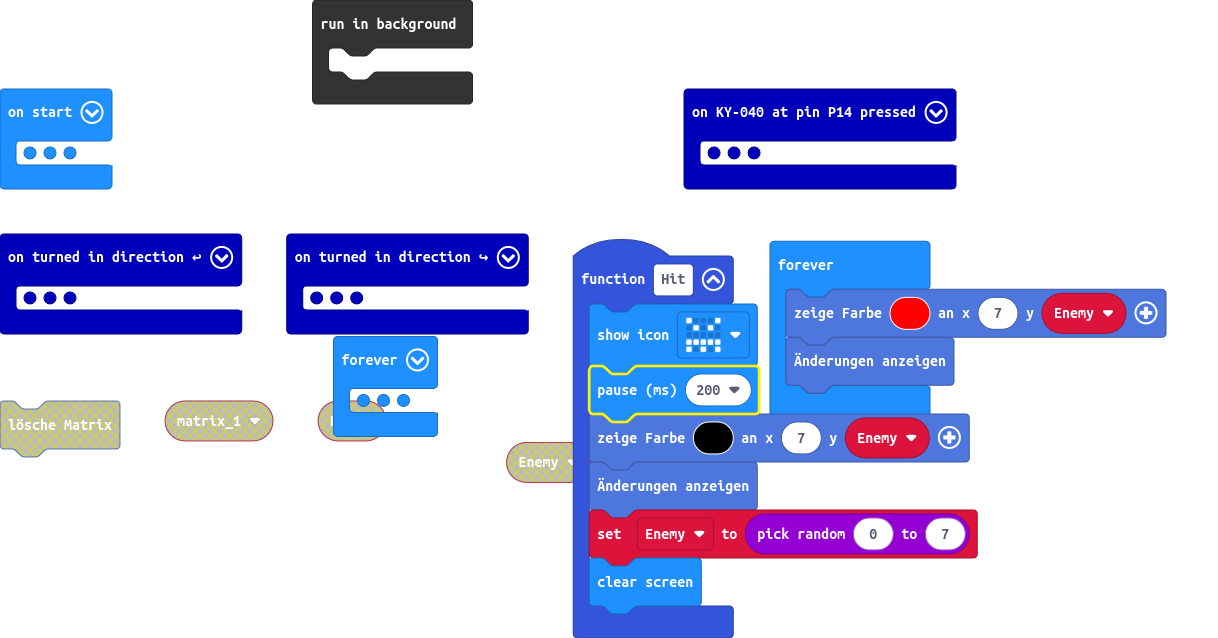 run in background
on start
on KY-040 at pin P14 pressed
on turned in direction ↩
on turned in direction ↪
function Hit
forever
show icon
zeige Farbe an x 7 y Enemy
Änderungen anzeigen
forever
pause (ms) 200
lösche Matrix
matrix_1
zeige Farbe an x 7 y Enemy
Enemy
Änderungen anzeigen
set Enemy to pick random 0 to 7
clear screen